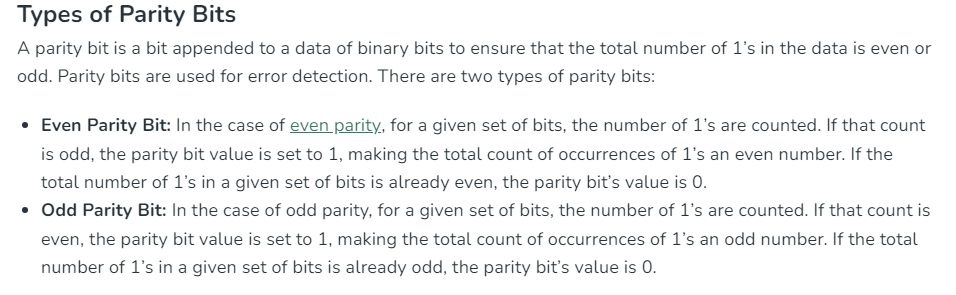 Types of Parity Bits
A parity bit is a bit appended to a data of binary bits to ensure that the total number of 1’s in the data is even or
odd. Parity bits are used for error detection. There are two types of parity bits:
• Even Parity Bit: In the case of even parity, for a given set of bits, the number of 1’s are counted. If that count
is odd, the parity bit value is set to 1, making the total count of occurrences of 1’s an even number. If the
total number of 1’s in a given set of bits is already even, the parity bit’s value is 0.
• Odd Parity Bit: In the case of odd parity, for a given set of bits, the number of 1’s are counted. If that count is
even, the parity bit value is set to 1, making the total count of occurrences of 1’s an odd number. If the total
number of 1’s in a given set of bits is already odd, the parity bit’s value is 0.